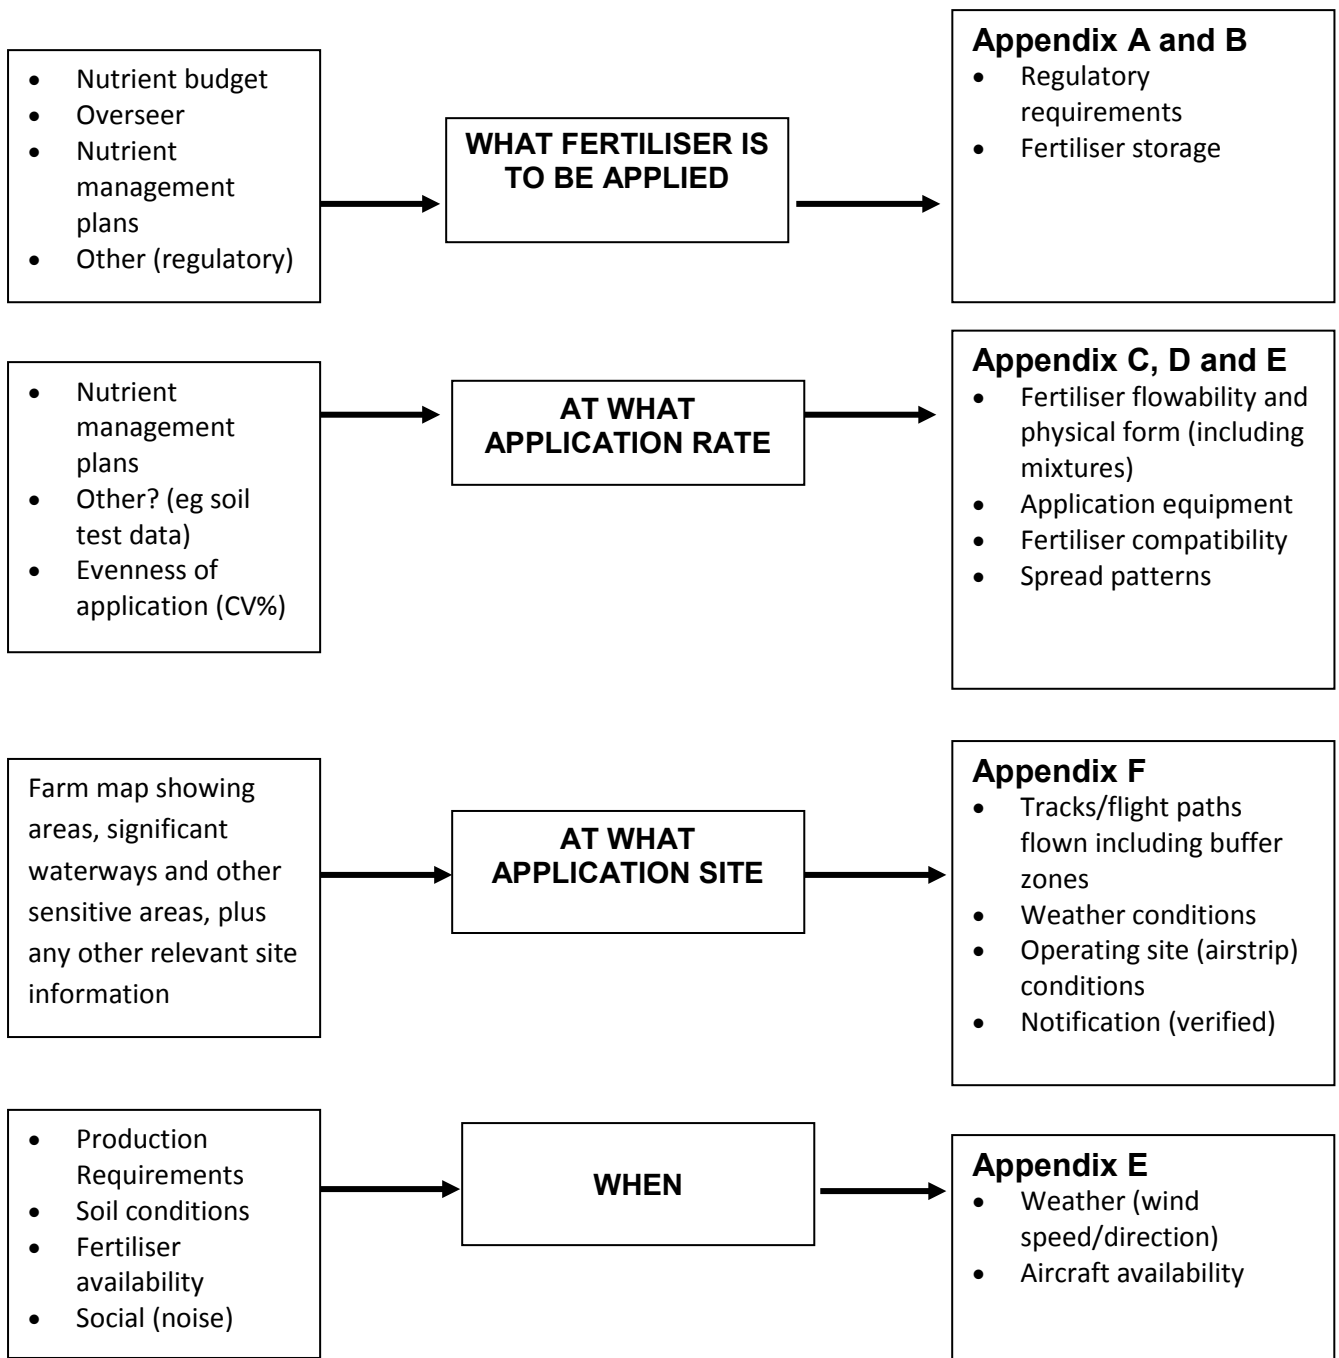 • Nutrient budget
• Overseer
• Nutrient
management
plans
• Other (regulatory)
WHAT FERTILISER IS
TO BE APPLIED
Appendix A and B
• Regulatory
requirements
• Fertiliser storage
• Nutrient
management
plans
• Other? (eg soil
test data)
• Evenness of
application (CV%)
AT WHAT
APPLICATION RATE
Appendix C, D and E
• Fertiliser flowability and
physical form (including
mixtures)
• Application equipment
• Fertiliser compatibility
• Spread patterns
Farm map showing
areas, significant
waterways and other
sensitive areas, plus
any other relevant site
information
AT WHAT
APPLICATION SITE
Appendix F
• Tracks/flight paths
flown including buffer
zones
• Weather conditions
• Operating site (airstrip)
conditions
• Notification (verified)
• Production
Requirements
• Soil conditions
• Fertiliser
availability
• Social (noise)
WHEN
Appendix E
• Weather (wind
speed/direction)
• Aircraft availability